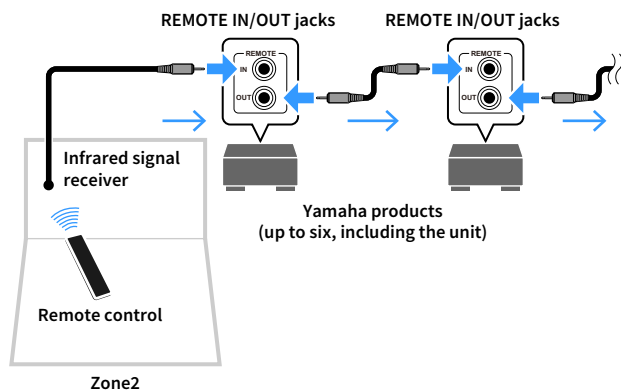 REMOTE IN/OUT jacks
REMOTE IN/OUT jacks
REMOTE
IN
OUT
REMOTE
IN
OUT
Infrared signal
receiver
Yamaha products
(up to six, including the unit)
Remote control
Zone2